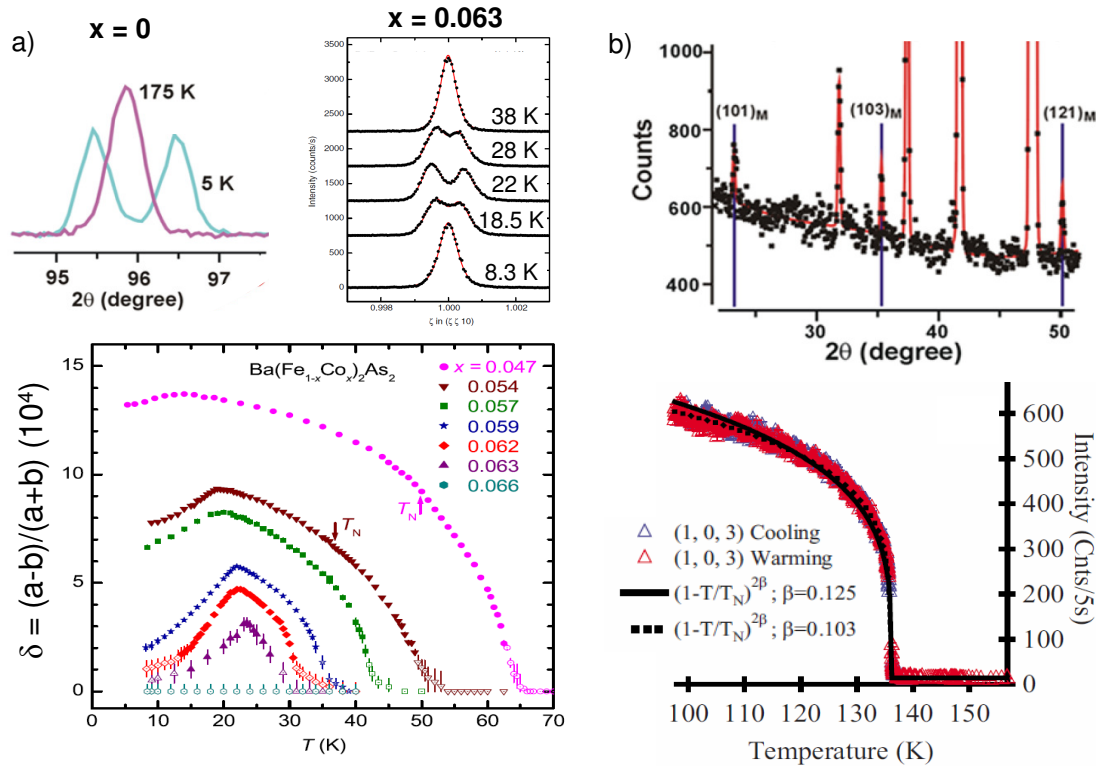 a)
x = 0
x = 0.063
175 K
5 K
95
96
97
2θ (degree)
3500
3000
2500
2000
1500
1000
500
0
Intensity (counts/s)
38 K
28 K
22 K
18.5 K
8.3 K
0.998
1.000
1.002
ζ in (ζ ζ 10)
b)
1000
800
600
400
Counts
(101)M
(103)M
(121)M
30
40
50
2θ (degree)
15
10
5
0
δ = (a-b)/(a+b) (10⁴)
Ba(Fe₁₋ₓCoₓ)₂As₂
x = 0.047
0.054
0.057
0.059
0.062
0.063
0.066
TN
TN
0 10 20 30 40 50 60 70
T (K)
600
500
400
300
200
100
0
Intensity (Cnts/5s)
(1, 0, 3) Cooling
(1, 0, 3) Warming
(1-T/TN)²ᵝ ; β=0.125
(1-T/TN)²ᵝ ; β=0.103
100 110 120 130 140 150
Temperature (K)